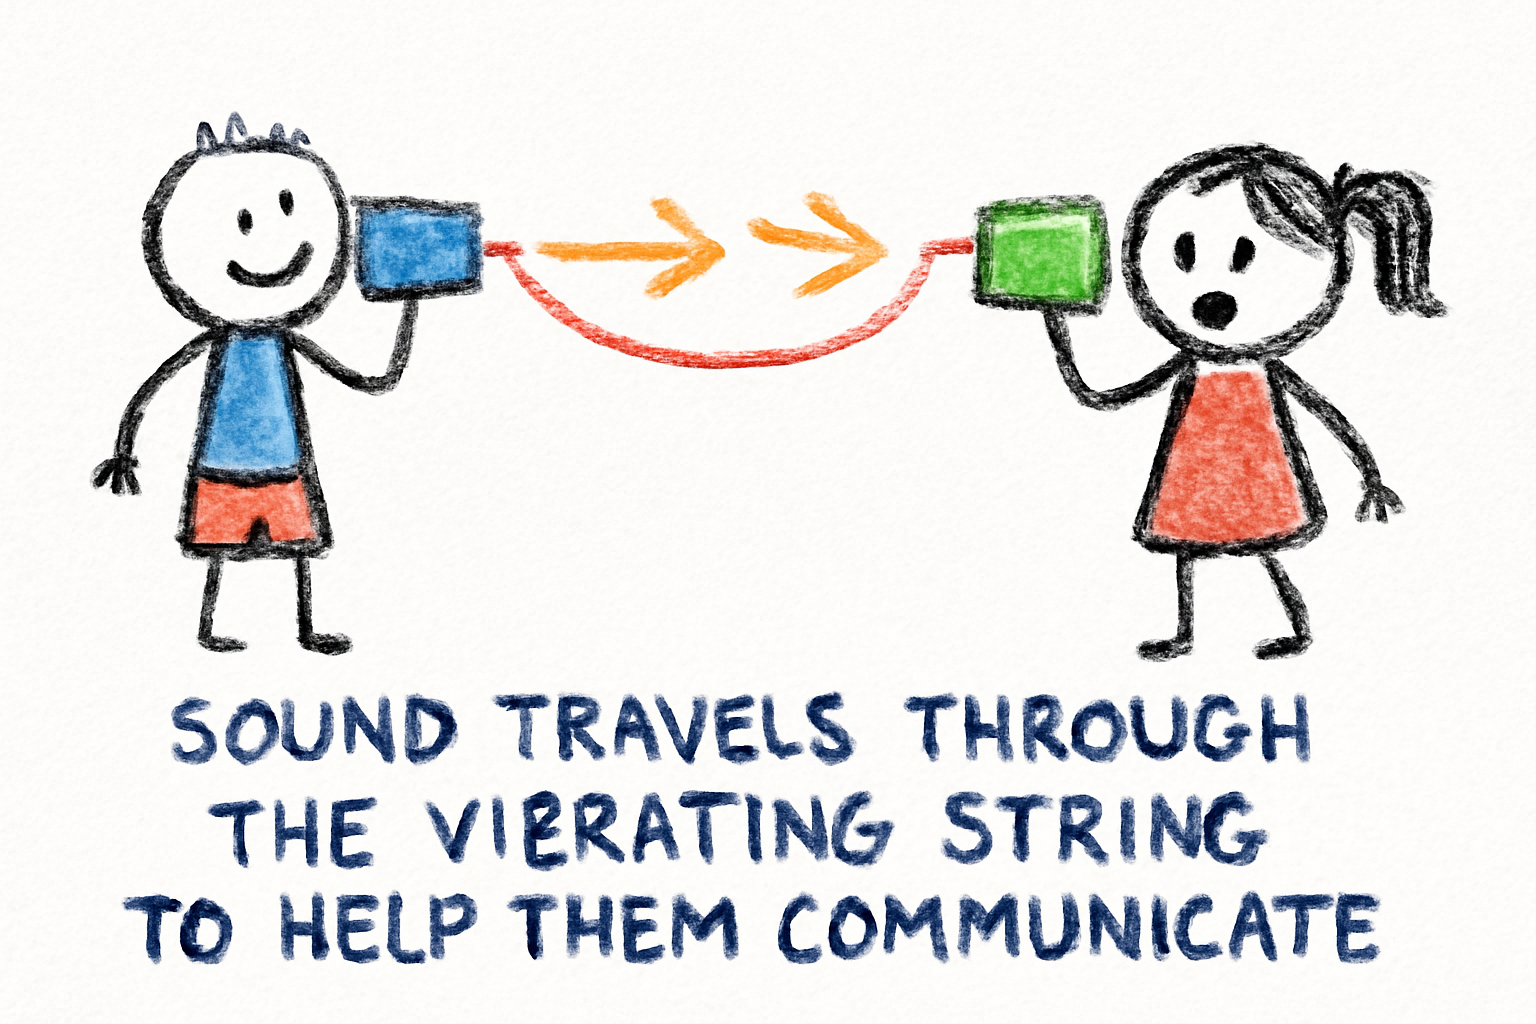 SOUND TRAVELS THROUGH
THE VIBRATING STRING
TO HELP THEM COMMUNICATE